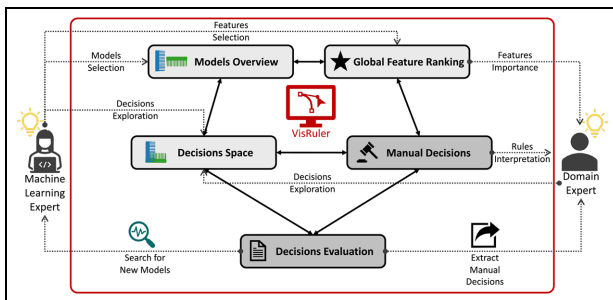 Features
Selection
Models
Selection
Models Overview
Global Feature Ranking
Features
Importance
Decisions
Exploration
VisRuler
</>
Machine
Learning
Expert
Decisions Space
Manual Decisions
Rules
Interpretation
Domain
Expert
Decisions
Exploration
Search for
New Models
Decisions Evaluation
Extract
Manual
Decisions